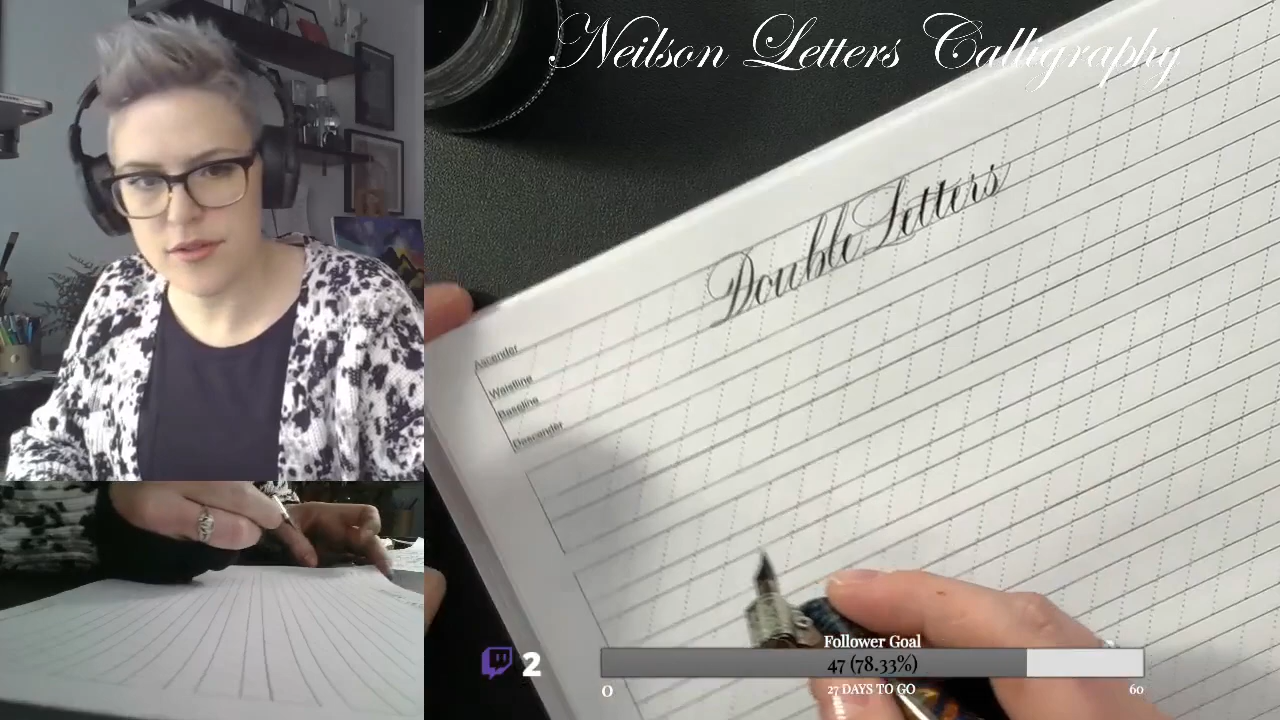 Neilson Letters Calligraphy
Double Letters
Ascender
Waistline
Baseline
Descender
Follower Goal
2
47 (78.33%)
0
27 DAYS TO GO
60